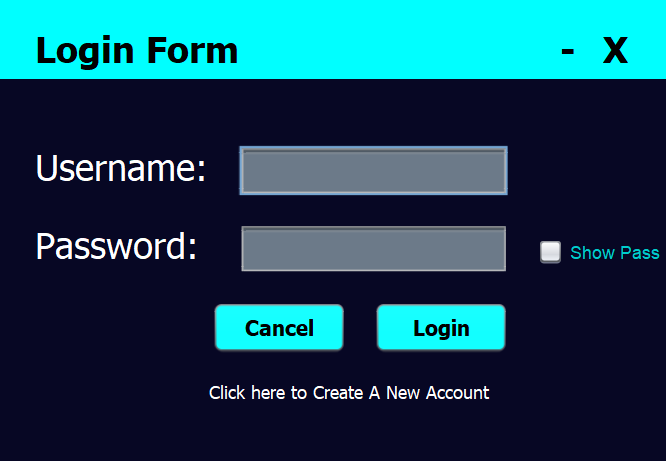 Login Form - X
Username:
Password:
Show Pass
Cancel Login
Click here to Create A New Account